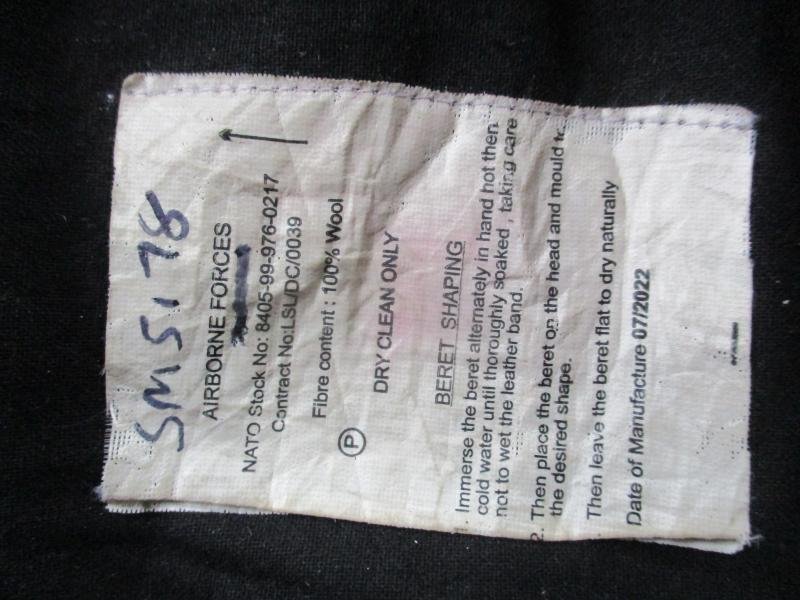 SM5178
AIRBORNE FORCES
NATO Stock No: 8405-99-976-0217
Contract No:LSL/DC/0039
Fibre content : 100% Wool
P
DRY CLEAN ONLY
BERET SHAPING
1. Immerse the beret alternately in hand hot then
cold water until thoroughly soaked , taking care
not to wet the leather band.
2. Then place the beret on the head and mould
the desired shape.
Then leave the beret flat to dry naturally
Date of Manufacture 07/2022